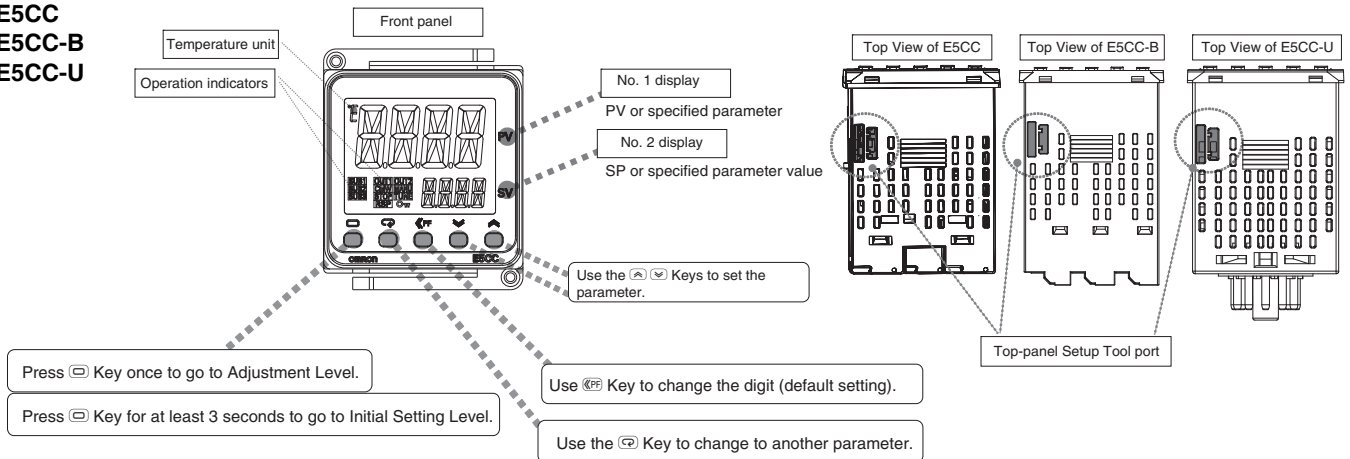 E5CC
E5CC-B
E5CC-U
Front panel
Temperature unit
Operation indicators
No. 1 display
PV or specified parameter
No. 2 display
SP or specified parameter value
PV
SV
PF
OMRON
E5CC
Use the Keys to set the
parameter.
Press Key once to go to Adjustment Level.
Press Key for at least 3 seconds to go to Initial Setting Level.
Use PF Key to change the digit (default setting).
Use the Key to change to another parameter.
Top View of E5CC
Top View of E5CC-B
Top View of E5CC-U
Top-panel Setup Tool port